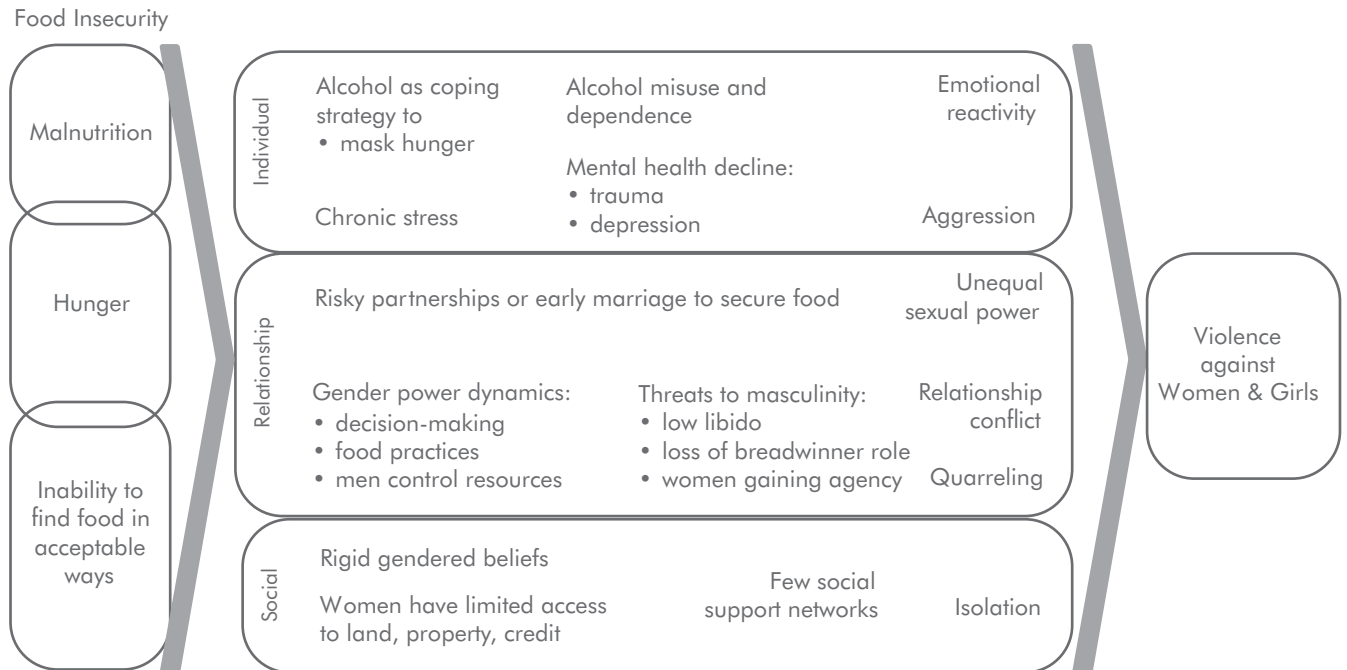 Food Insecurity
Malnutrition
Hunger
Inability to
find food in
acceptable
ways
Individual
Alcohol as coping
strategy to
• mask hunger
Chronic stress
Alcohol misuse and
dependence
Mental health decline:
• trauma
• depression
Emotional
reactivity
Aggression
Relationship
Risky partnerships or early marriage to secure food
Unequal
sexual power
Gender power dynamics:
• decision-making
• food practices
• men control resources
Threats to masculinity:
• low libido
• loss of breadwinner role
• women gaining agency
Relationship
conflict
Quarreling
Social
Rigid gendered beliefs
Women have limited access
to land, property, credit
Few social
support networks
Isolation
Violence
against
Women & Girls